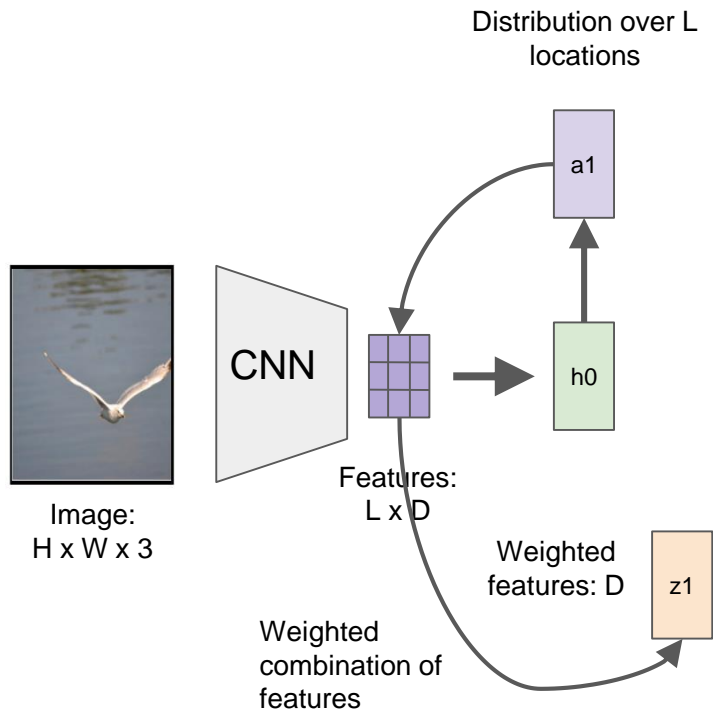 Distribution over L
locations
a1
CNN
h0
Features:
L x D
Image:
H x W x 3
Weighted
features: D
z1
Weighted
combination of
features